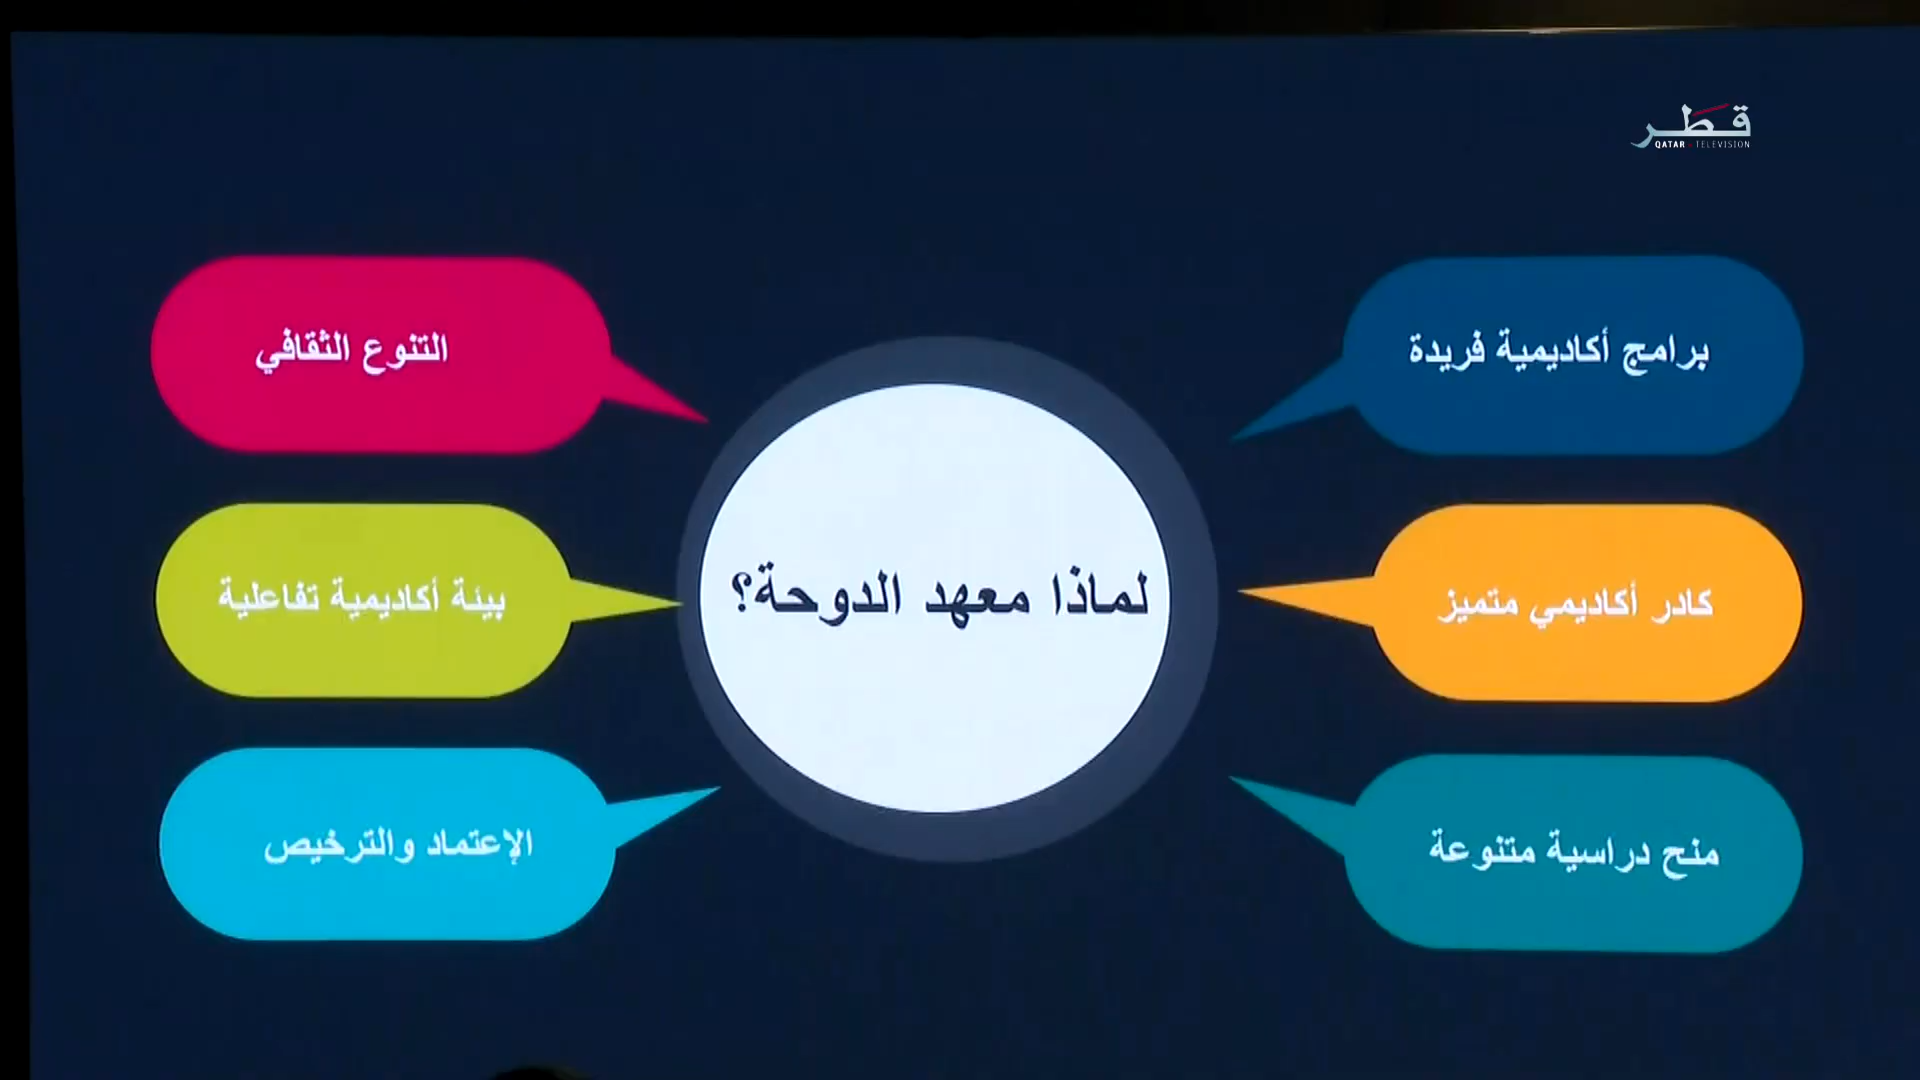 قطر
QATAR TELEVISION
لماذا معهد الدوحة؟
برامج أكاديمية فريدة
كادر أكاديمي متميز
منح دراسية متنوعة
التنوع الثقافي
بيئة أكاديمية تفاعلية
الإعتماد والترخيص